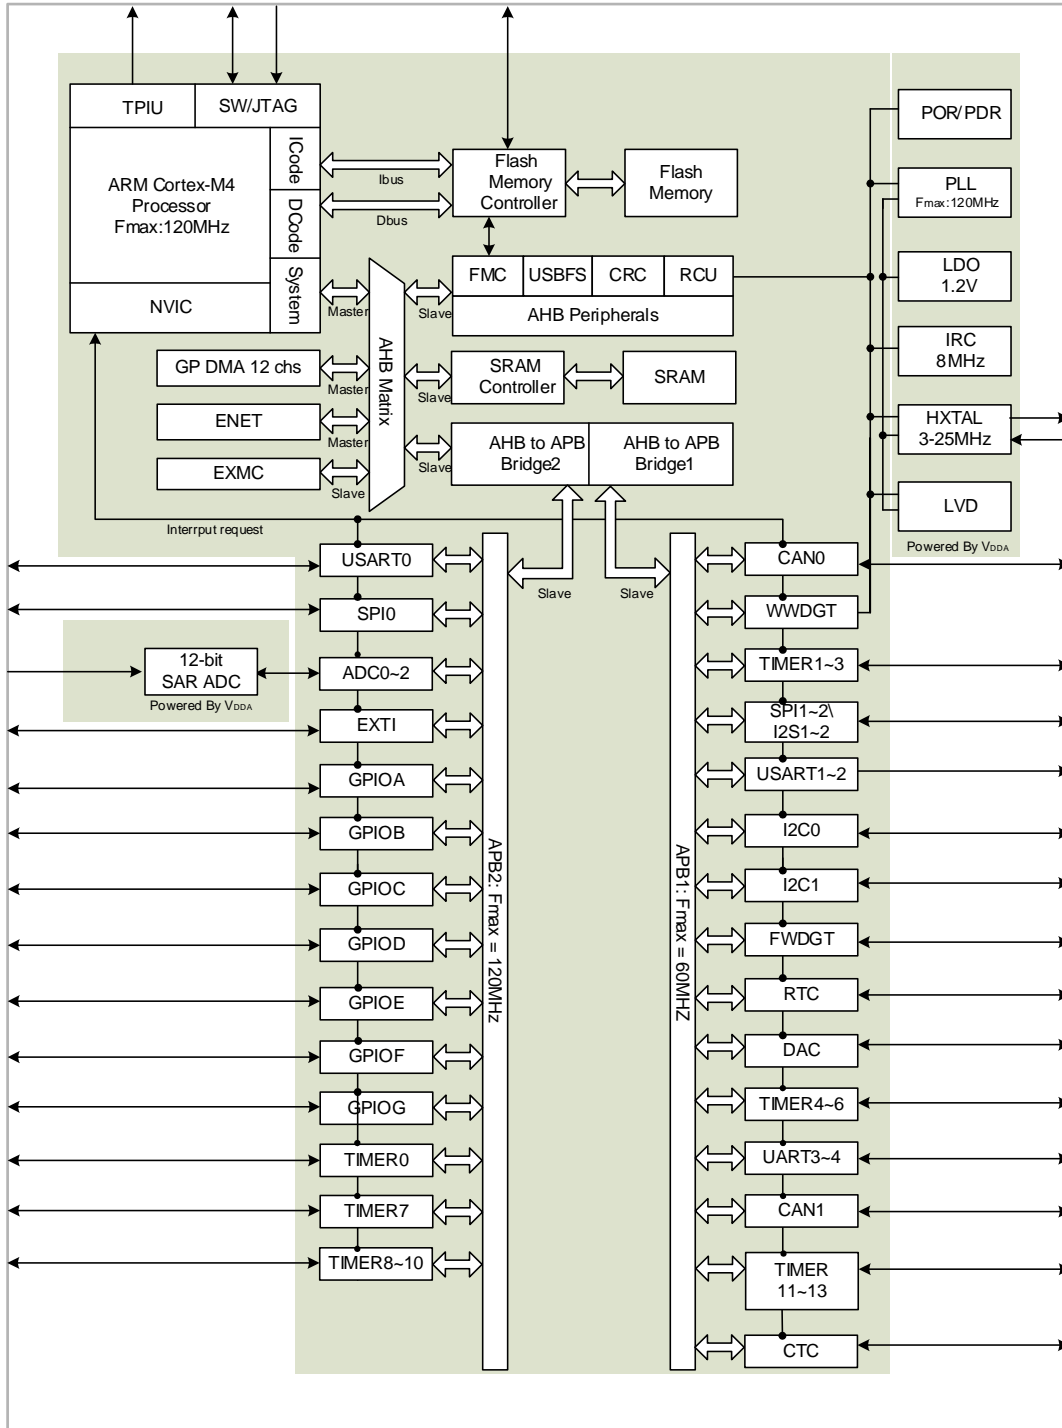 TPIU
SW/JTAG
POR/PDR
ICode
ARM Cortex-M4
Processor
Fmax:120MHz
Ibus
Flash
Memory
Controller
Flash
Memory
PLL
Fmax:120MHz
DCode
Dbus
LDO
1.2V
System
FMC
USBFS
CRC
RCU
NVIC
Master
Slave
AHB Peripherals
IRC
8MHz
AHB Matrix
GP DMA 12 chs
Master
Slave
SRAM
Controller
SRAM
ENET
Master
HXTAL
3-25MHz
EXMC
Slave
Slave
AHB to APB
Bridge2
AHB to APB
Bridge1
LVD
Interrput request
Powered By VDDA
USART0
CAN0
Slave
Slave
SPI0
WWDGT
12-bit
SAR ADC
Powered By VDDA
ADC0~2
TIMER1~3
EXTI
SPI1~2\
I2S1~2
GPIOA
USART1~2
GPIOB
I2C0
APB2: Fmax = 120MHz
APB1: Fmax = 60MHZ
GPIOC
I2C1
GPIOD
FWDGT
GPIOE
RTC
GPIOF
DAC
GPIOG
TIMER4~6
TIMER0
UART3~4
TIMER7
CAN1
TIMER8~10
TIMER
11~13
CTC